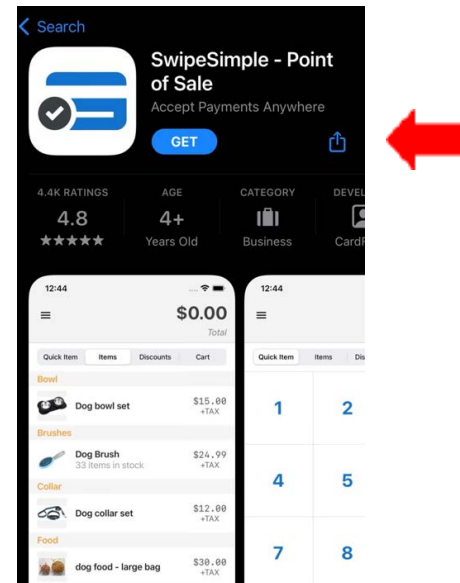 Search
SwipeSimple - Point
of Sale
Accept Payments Anywhere
GET
4.4K RATINGS AGE CATEGORY
4.8 4+
★★★★★ Years Old Business
12:44 12:44
$0.00
Total
Quick Item Items Discounts Cart Quick Item Items
Bowl
Dog bowl set $15.00
+TAX
1 2
Brushes
Dog Brush $24.99
33 items in stock +TAX
4 5
Collar
Dog collar set $12.00
+TAX
Food
7 8
dog food - large bag $30.00
+TAX